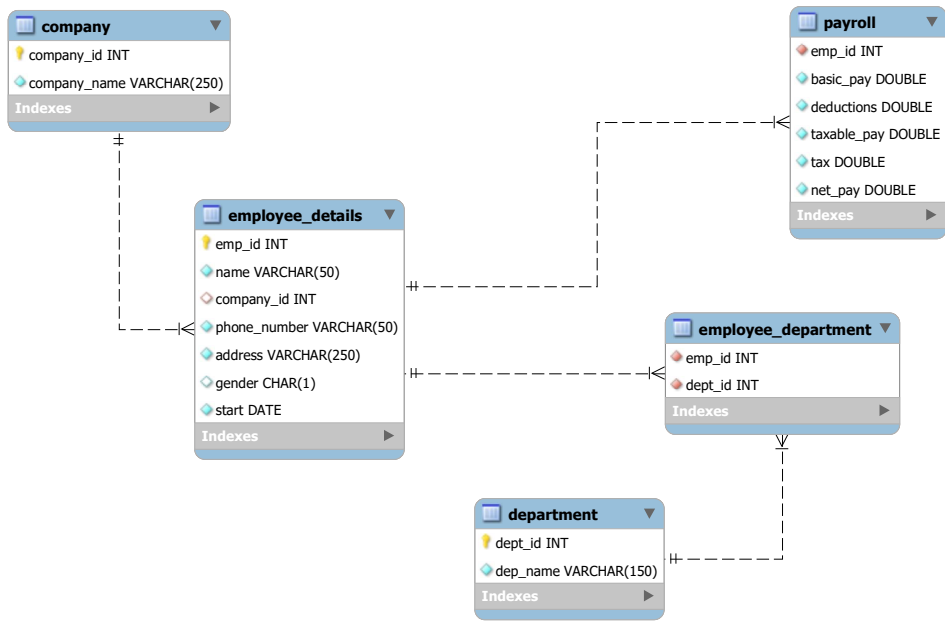 company
company_id INT
company_name VARCHAR(250)
Indexes
payroll
emp_id INT
basic_pay DOUBLE
deductions DOUBLE
taxable_pay DOUBLE
tax DOUBLE
net_pay DOUBLE
Indexes
employee_details
emp_id INT
name VARCHAR(50)
company_id INT
phone_number VARCHAR(50)
address VARCHAR(250)
gender CHAR(1)
start DATE
Indexes
employee_department
emp_id INT
dept_id INT
Indexes
department
dept_id INT
dep_name VARCHAR(150)
Indexes